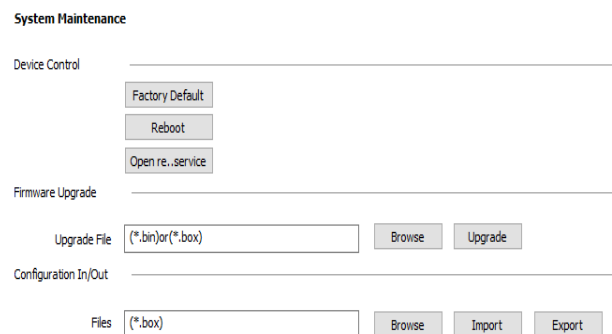 System Maintenance
Device Control
Factory Default
Reboot
Open re..service
Firmware Upgrade
Upgrade File (*.bin)or(*.box) Browse Upgrade
Configuration In/Out
Files (*.box) Browse Import Export